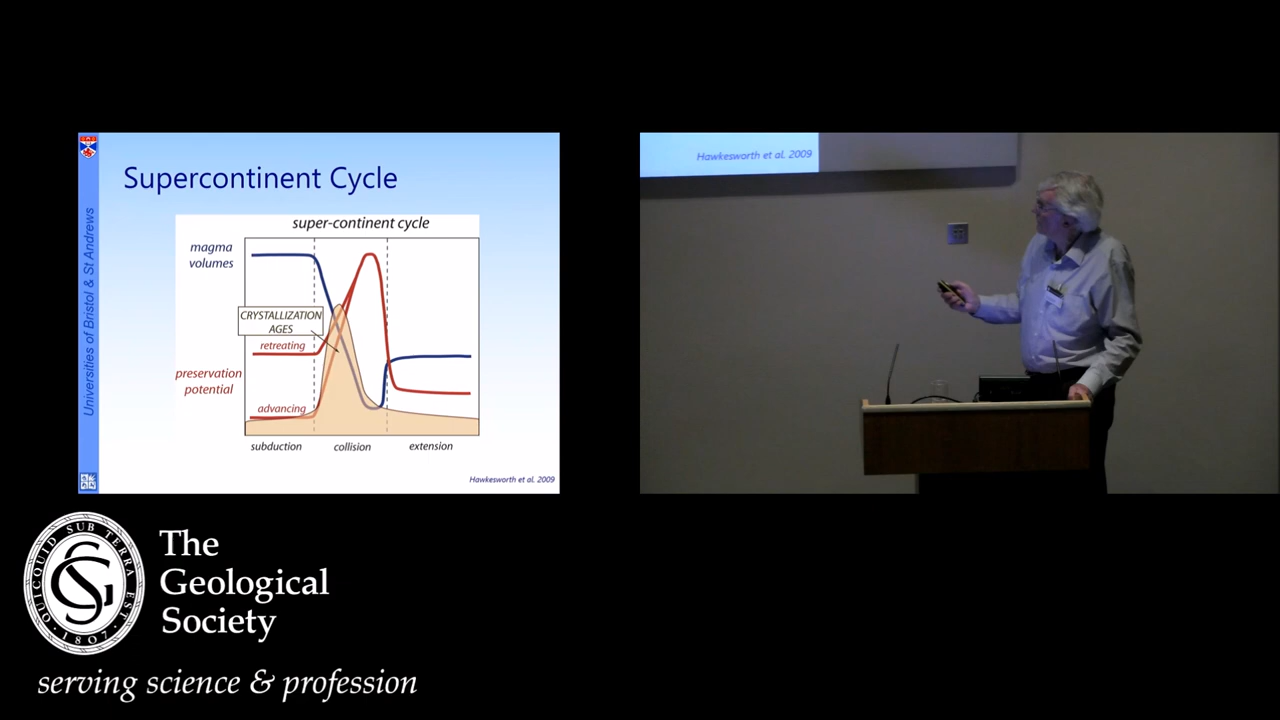 Supercontinent Cycle
Universities of Bristol & St Andrews
super-continent cycle
magma
volumes
CRYSTALLIZATION
AGES
retreating
preservation
potential
advancing
subduction
collision
extension
Hawkesworth et al. 2009
Hawkesworth et al. 2009
QUICQUID SUB TERRA EST
1807
The
Geological
Society
serving science & profession